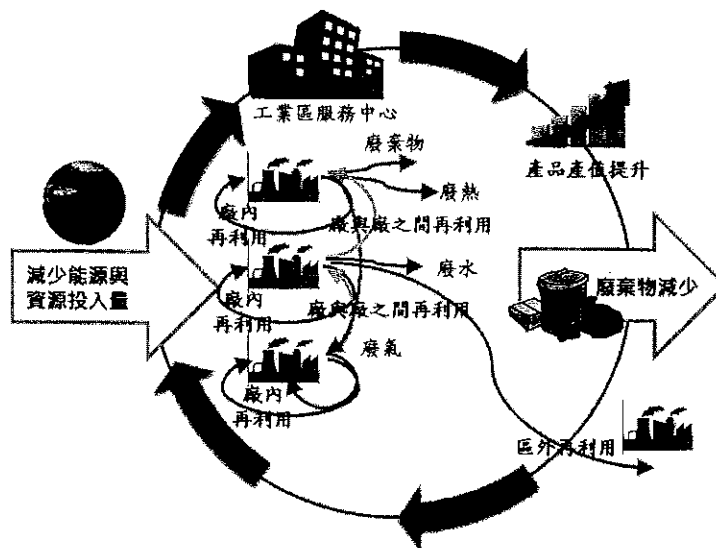 工業區服務中心
廢棄物
產品產值提升
廢熱
廠內
再利用
廠與廠之間再利用
減少能源與
資源投入量
廢水
廢棄物減少
廠內
再利用
廠與廠之間再利用
廢氣
廠內
再利用
區外再利用